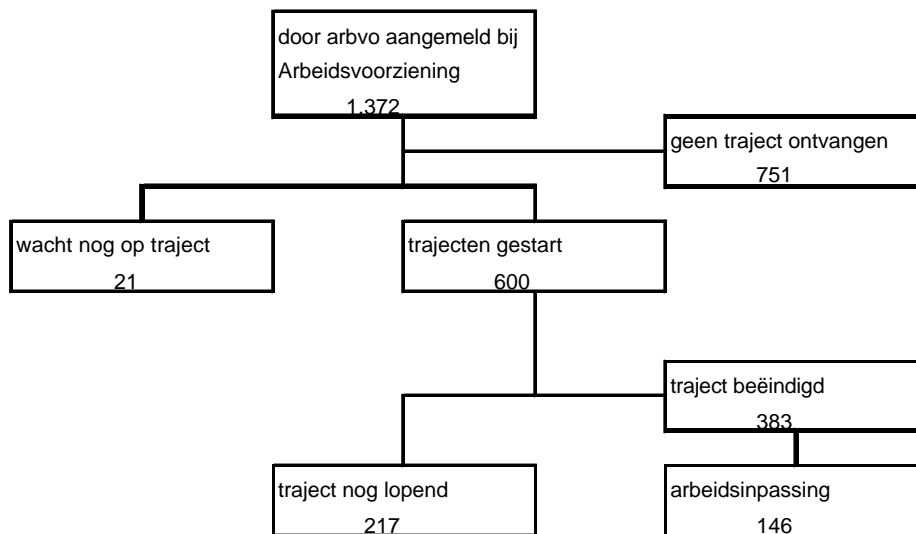 door arbvo aangemeld bij
Arbeidsvoorziening
1.372
geen traject ontvangen
751
wacht nog op traject
21
trajecten gestart
600
traject beëindigd
383
traject nog lopend
217
arbeidsinpassing
146